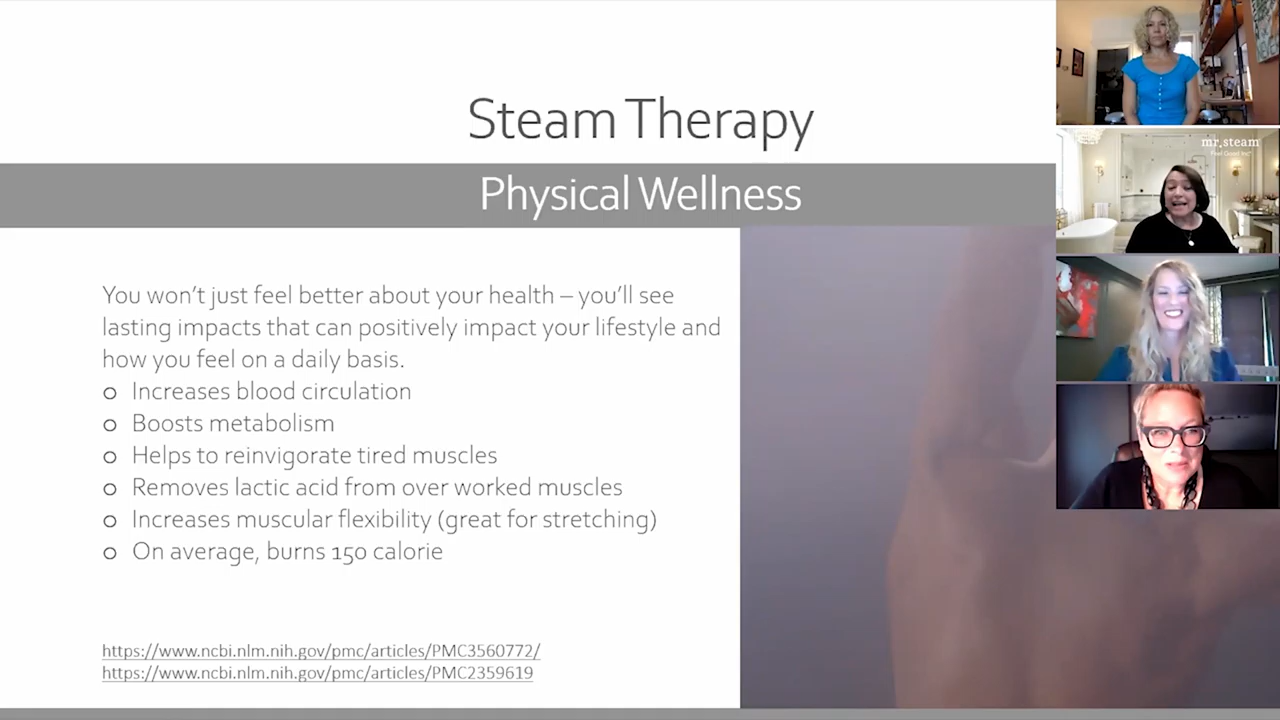 Steam Therapy
Physical Wellness
You won't just feel better about your health – you'll see
lasting impacts that can positively impact your lifestyle and
how you feel on a daily basis.
o Increases blood circulation
o Boosts metabolism
o Helps to reinvigorate tired muscles
o Removes lactic acid from over worked muscles
o Increases muscular flexibility (great for stretching)
o On average, burns 150 calorie
https://www.ncbi.nlm.nih.gov/pmc/articles/PMC3560772/
https://www.ncbi.nlm.nih.gov/pmc/articles/PMC2359619
mr.steam
Feel Good Inc.